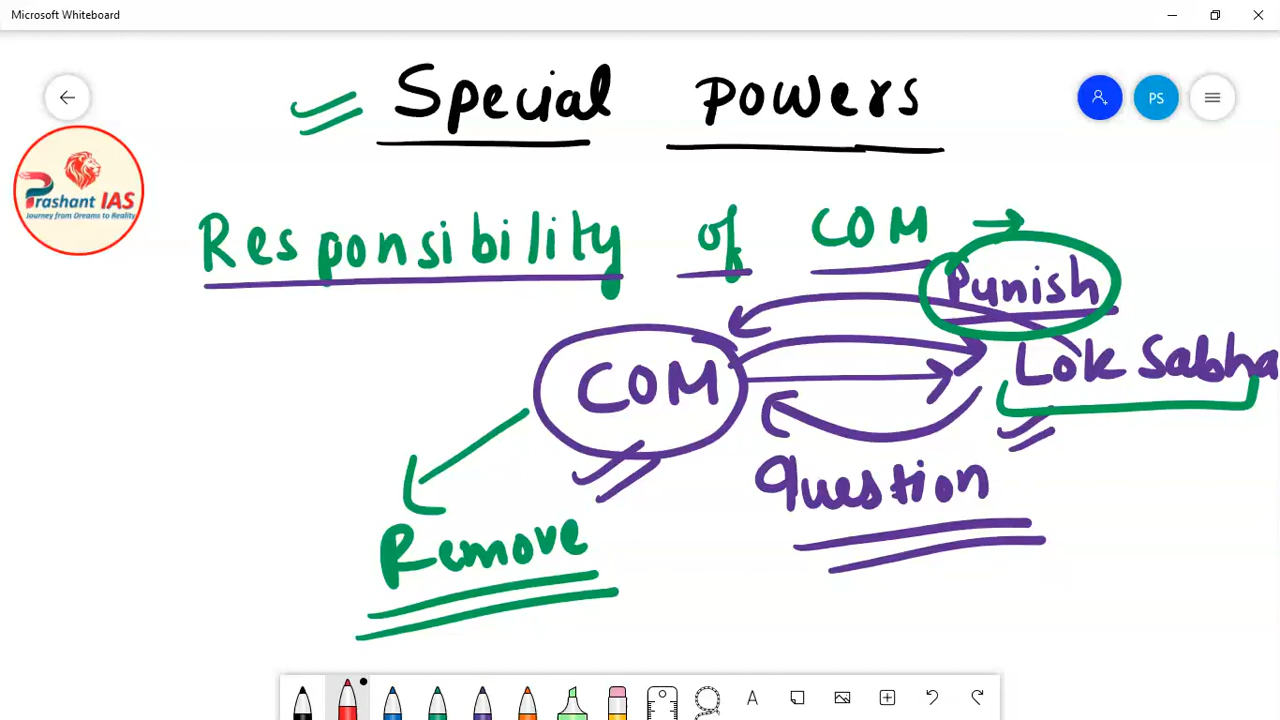 Microsoft Whiteboard
Special Powers
PS
Prashant IAS
Journey from Dreams to Reality
Responsibility of COM →
Punish
COM
Lok Sabha
Question
Remove
A